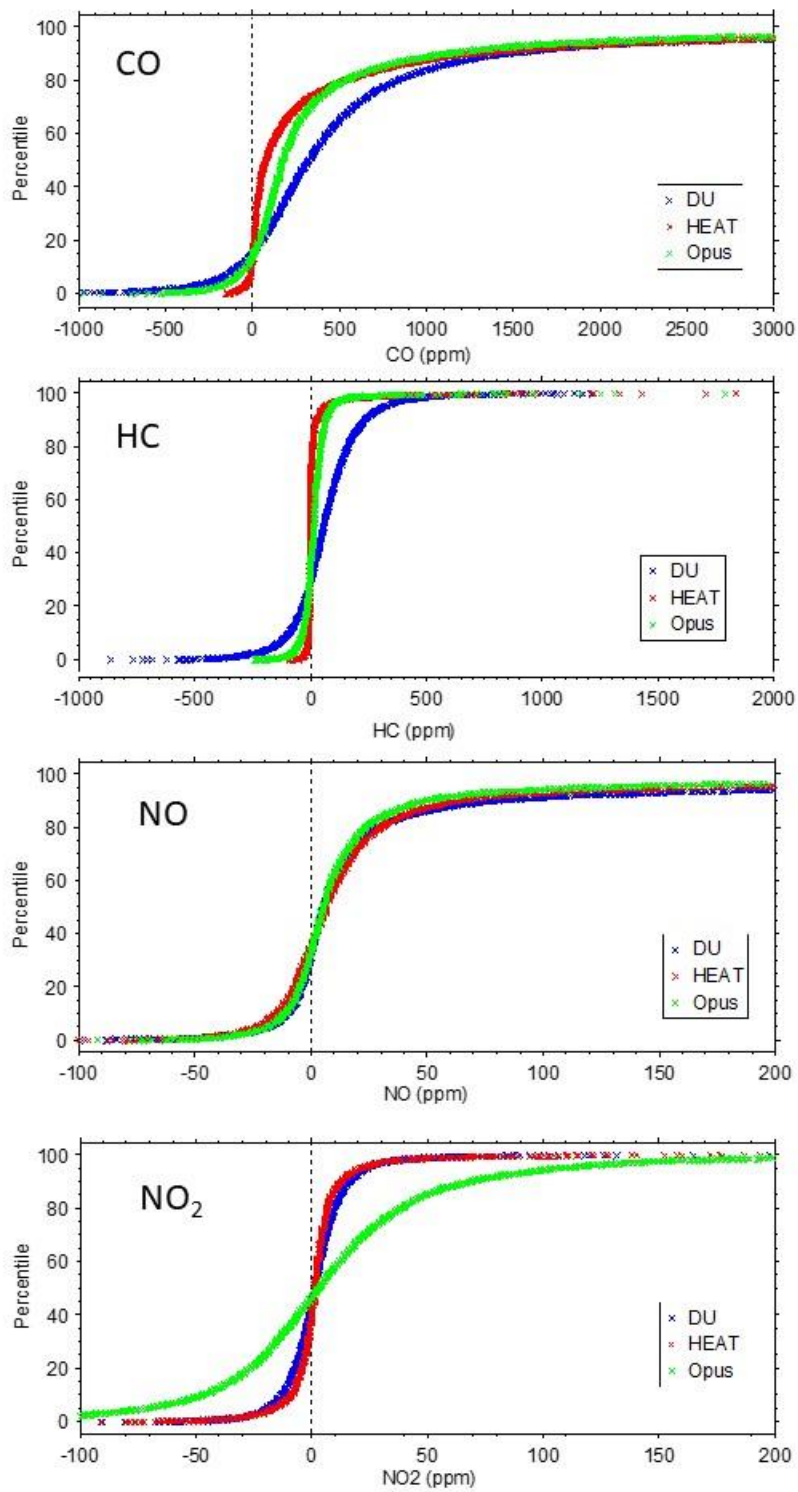 CO
Percentile
100
80
60
40
20
0
DU
HEAT
Opus
-1000 -500 0 500 1000 1500 2000 2500 3000
CO (ppm)
HC
Percentile
100
80
60
40
20
0
DU
HEAT
Opus
-1000 -500 0 500 1000 1500 2000
HC (ppm)
NO
Percentile
100
80
60
40
20
0
DU
HEAT
Opus
-100 -50 0 50 100 150 200
NO (ppm)
NO₂
Percentile
100
80
60
40
20
0
DU
HEAT
Opus
-100 -50 0 50 100 150 200
NO2 (ppm)